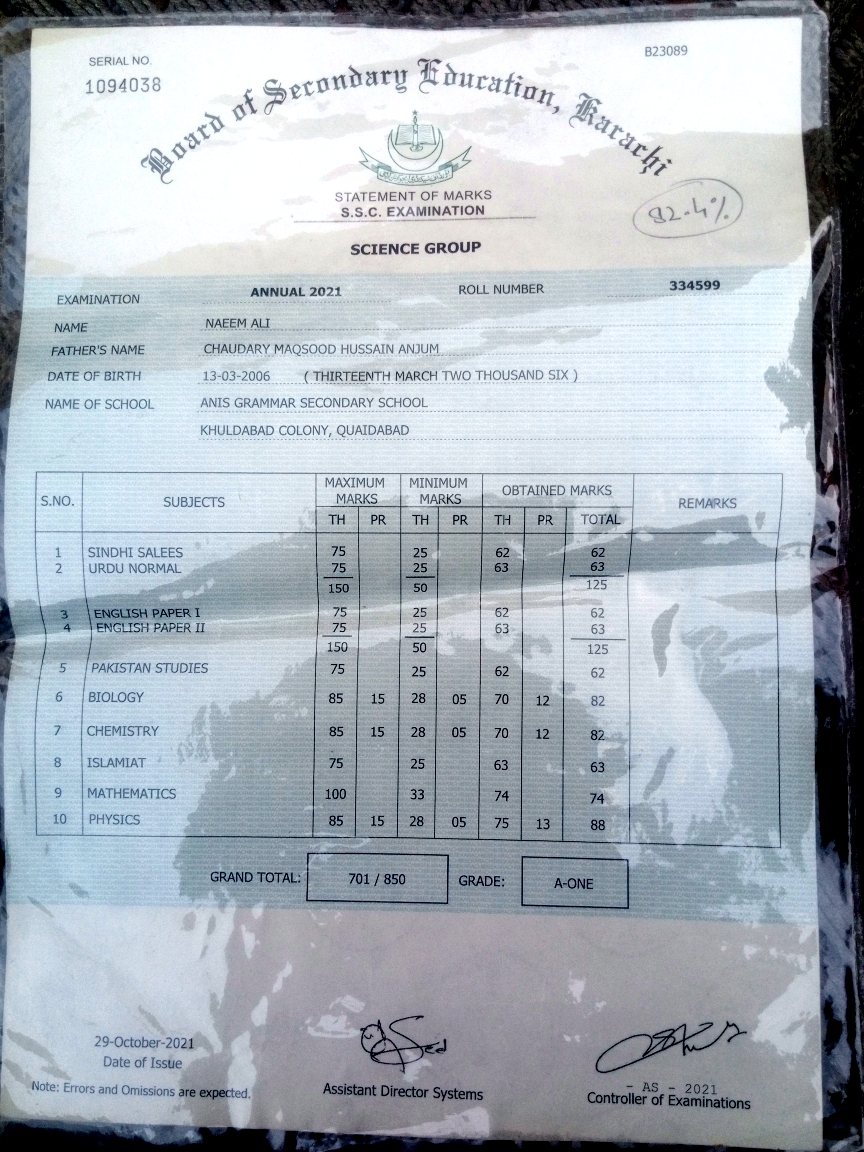 SERIAL NO.
1094038
B23089
Board of Secondary Education, Karachi
STATEMENT OF MARKS
S.S.C. EXAMINATION
82.4%
SCIENCE GROUP
EXAMINATION ANNUAL 2021 ROLL NUMBER 334599
NAME NAEEM ALI
FATHER'S NAME CHAUDARY MAQSOOD HUSSAIN ANJUM
DATE OF BIRTH 13-03-2006 ( THIRTEENTH MARCH TWO THOUSAND SIX )
NAME OF SCHOOL ANIS GRAMMAR SECONDARY SCHOOL
KHULDABAD COLONY, QUAIDABAD
S.NO. SUBJECTS MAXIMUM MARKS MINIMUM MARKS OBTAINED MARKS REMARKS
TH PR TH PR TH PR TOTAL
1 SINDHI SALEES 75 25 62 62
2 URDU NORMAL 75 25 63 63
150 50 125
3 ENGLISH PAPER I 75 25 62 62
4 ENGLISH PAPER II 75 25 63 63
150 50 125
5 PAKISTAN STUDIES 75 25 62 62
6 BIOLOGY 85 15 28 05 70 12 82
7 CHEMISTRY 85 15 28 05 70 12 82
8 ISLAMIAT 75 25 63 63
9 MATHEMATICS 100 33 74 74
10 PHYSICS 85 15 28 05 75 13 88
GRAND TOTAL: 701 / 850 GRADE: A-ONE
29-October-2021
Date of Issue
Note: Errors and Omissions are expected.
Assistant Director Systems
- AS - 2021
Controller of Examinations